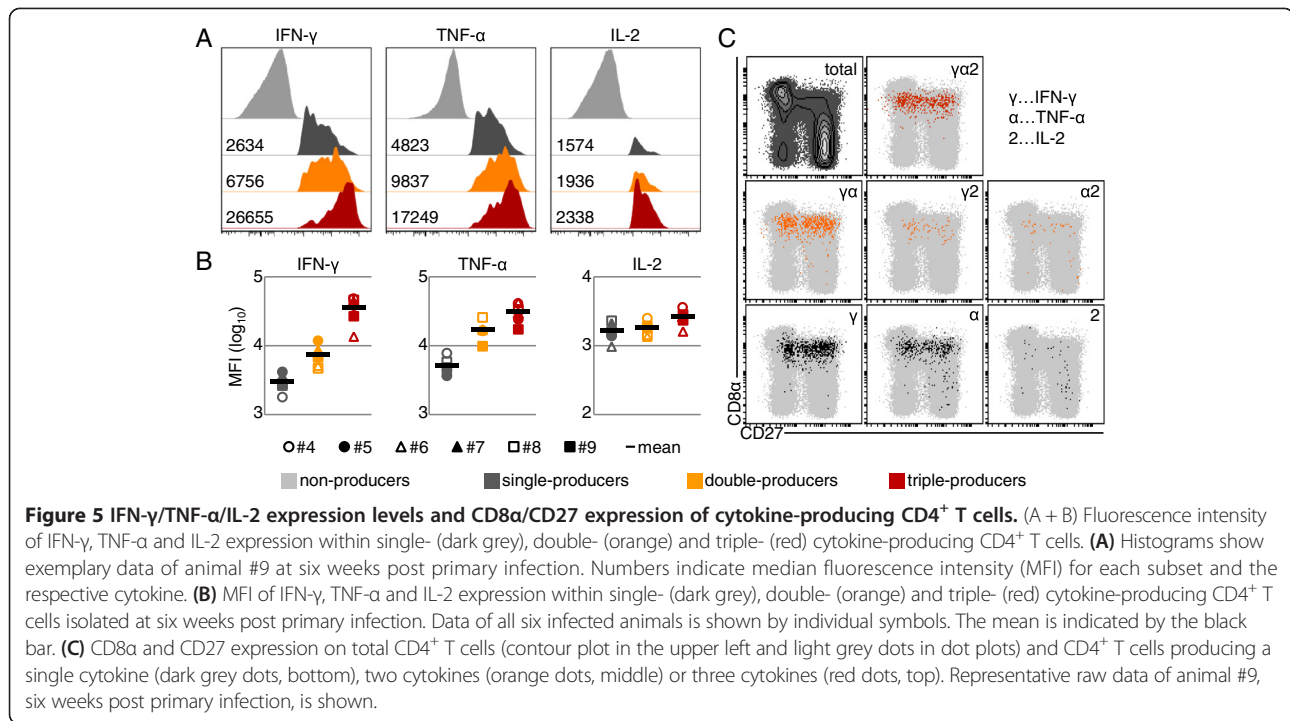 A
IFN-γ
TNF-α
IL-2
2634
4823
1574
6756
9837
1936
26655
17249
2338
B
IFN-γ
TNF-α
IL-2
MFI (log10)
5
4
3
5
4
3
4
3
2
○#4 ●#5 △#6 ▲#7 □#8 ■#9 –mean
non-producers single-producers double-producers triple-producers
C
total
γα2
γ...IFN-γ
α...TNF-α
2...IL-2
γα
γ2
α2
γ
α
2
CD8α
CD27
Figure 5 IFN-γ/TNF-α/IL-2 expression levels and CD8α/CD27 expression of cytokine-producing CD4+ T cells. (A + B) Fluorescence intensity
of IFN-γ, TNF-α and IL-2 expression within single- (dark grey), double- (orange) and triple- (red) cytokine-producing CD4+ T cells. (A) Histograms show
exemplary data of animal #9 at six weeks post primary infection. Numbers indicate median fluorescence intensity (MFI) for each subset and the
respective cytokine. (B) MFI of IFN-γ, TNF-α and IL-2 expression within single- (dark grey), double- (orange) and triple- (red) cytokine-producing CD4+ T
cells isolated at six weeks post primary infection. Data of all six infected animals is shown by individual symbols. The mean is indicated by the black
bar. (C) CD8α and CD27 expression on total CD4+ T cells (contour plot in the upper left and light grey dots in dot plots) and CD4+ T cells producing a
single cytokine (dark grey dots, bottom), two cytokines (orange dots, middle) or three cytokines (red dots, top). Representative raw data of animal #9,
six weeks post primary infection, is shown.